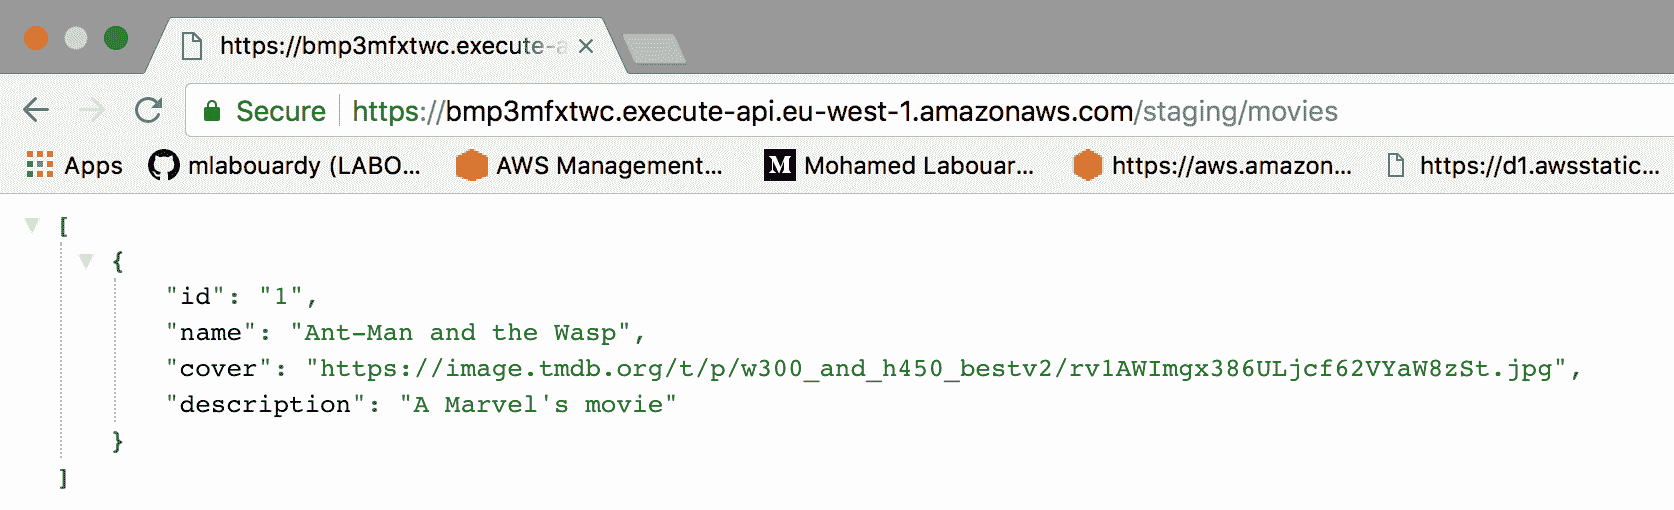 https://bmp3mfxtwc.execute-a
Secure https://bmp3mfxtwc.execute-api.eu-west-1.amazonaws.com/staging/movies
Apps mlabouardy (LABO... AWS Management... Mohamed Labouar... https://aws.amazon... https://d1.awsstatic...
[
{
"id": "1",
"name": "Ant-Man and the Wasp",
"cover": "https://image.tmdb.org/t/p/w300_and_h450_bestv2/rv1AWImgx386ULjcf62VYaW8zSt.jpg",
"description": "A Marvel's movie"
}
]